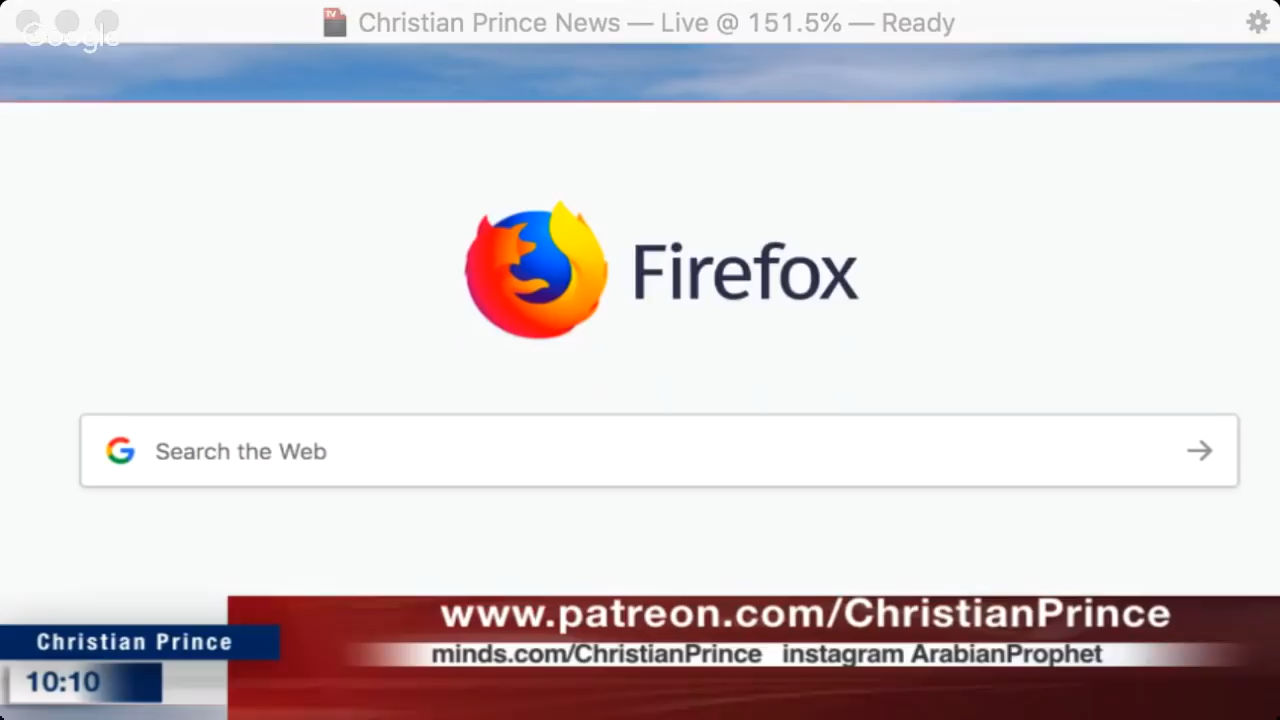 Google
TV
Christian Prince News — Live @ 151.5% — Ready
Firefox
G
Search the Web
www.patreon.com/ChristianPrince
Christian Prince
minds.com/ChristianPrince instagram ArabianProphet
10:10